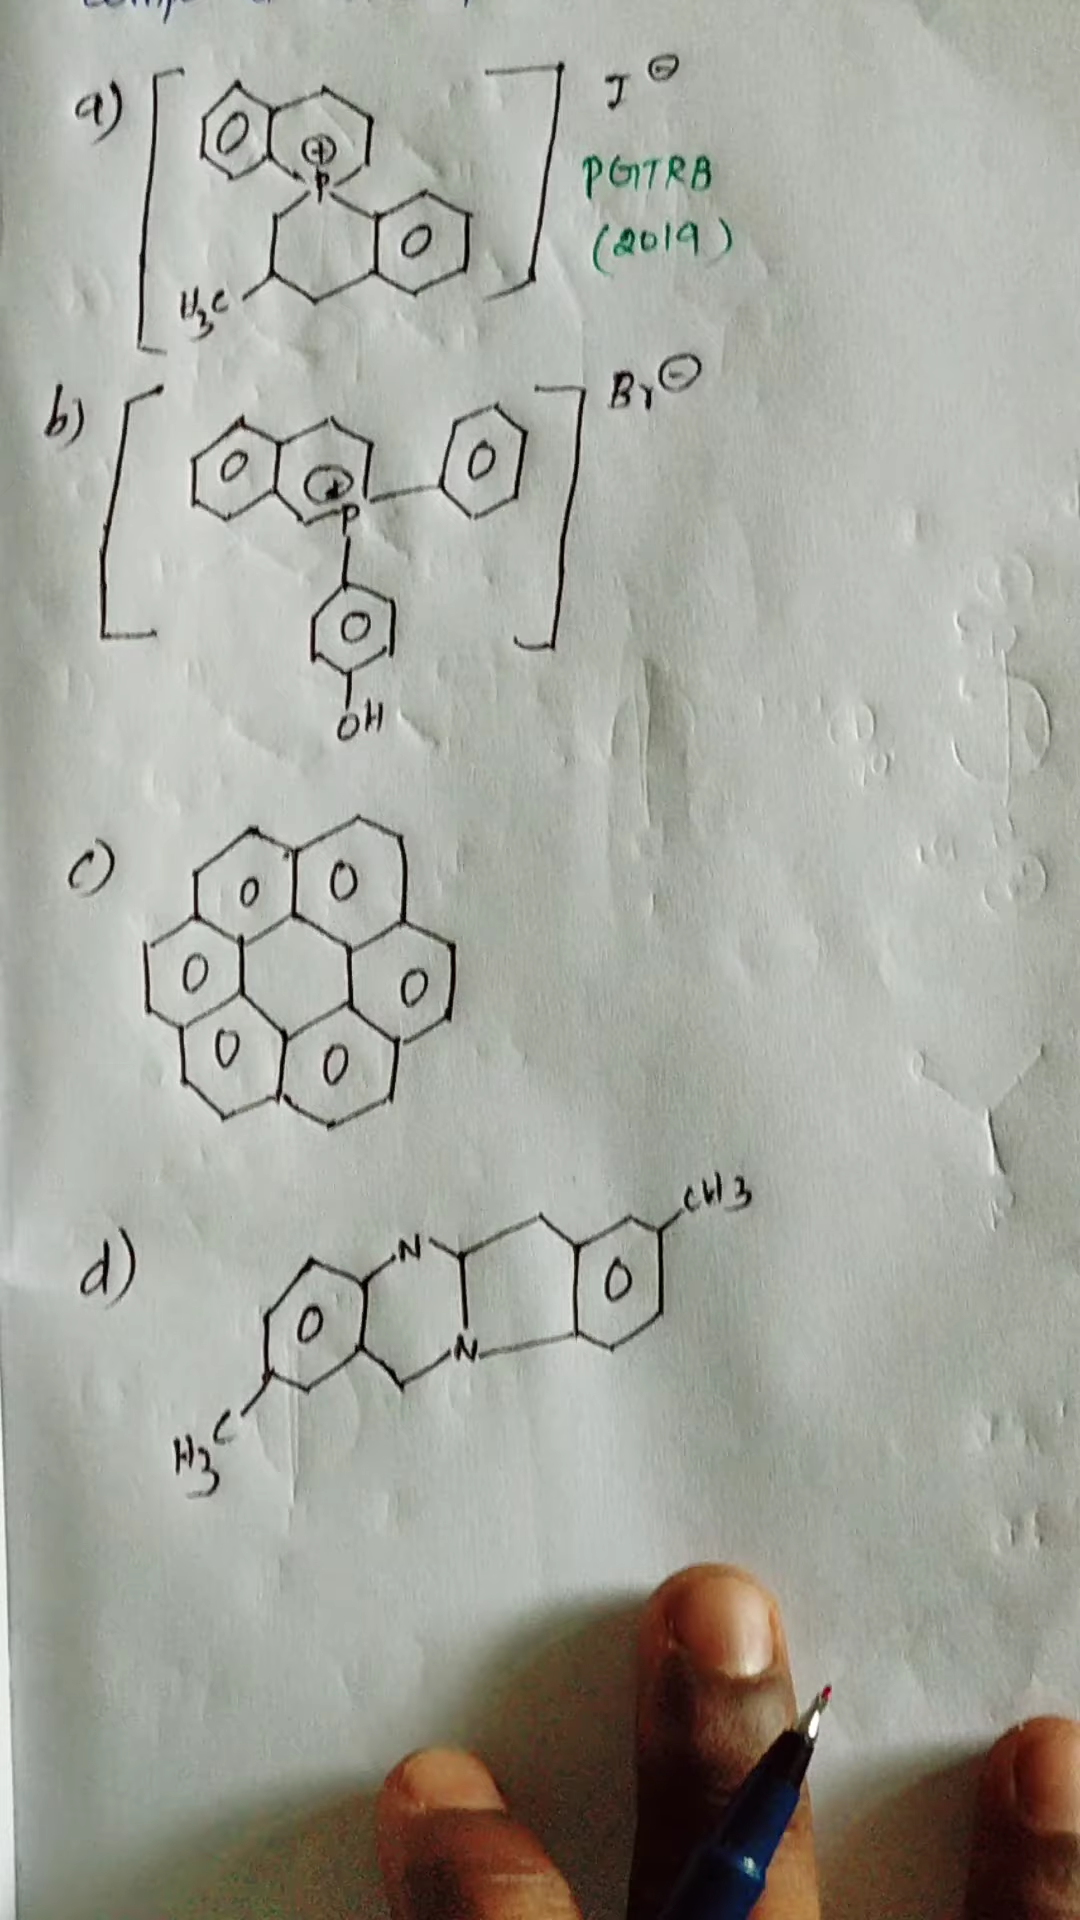 a)
I⊖
⊕
P
PGTRB
(2019)
H3C
b)
Br⊖
⊕
P
OH
c)
d)
CH3
N
N
H3C